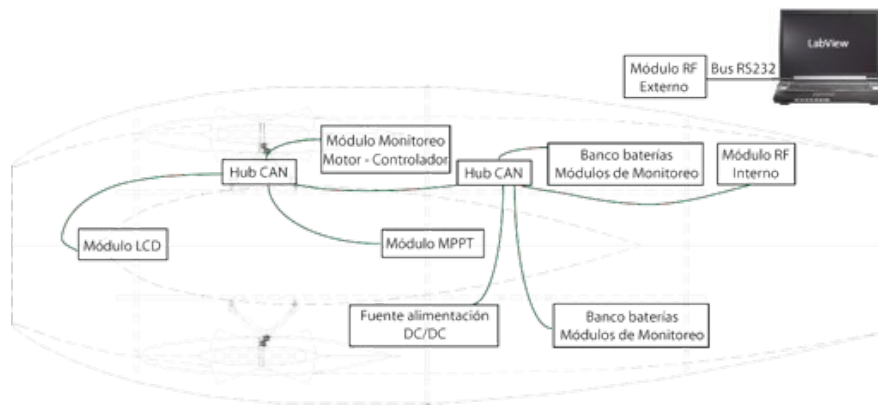 LabView
Módulo RF
Externo
Bus RS232
Módulo Monitoreo
Motor - Controlador
Hub CAN
Hub CAN
Banco baterías
Módulos de Monitoreo
Módulo RF
Interno
Módulo LCD
Módulo MPPT
Fuente alimentación
DC/DC
Banco baterías
Módulos de Monitoreo